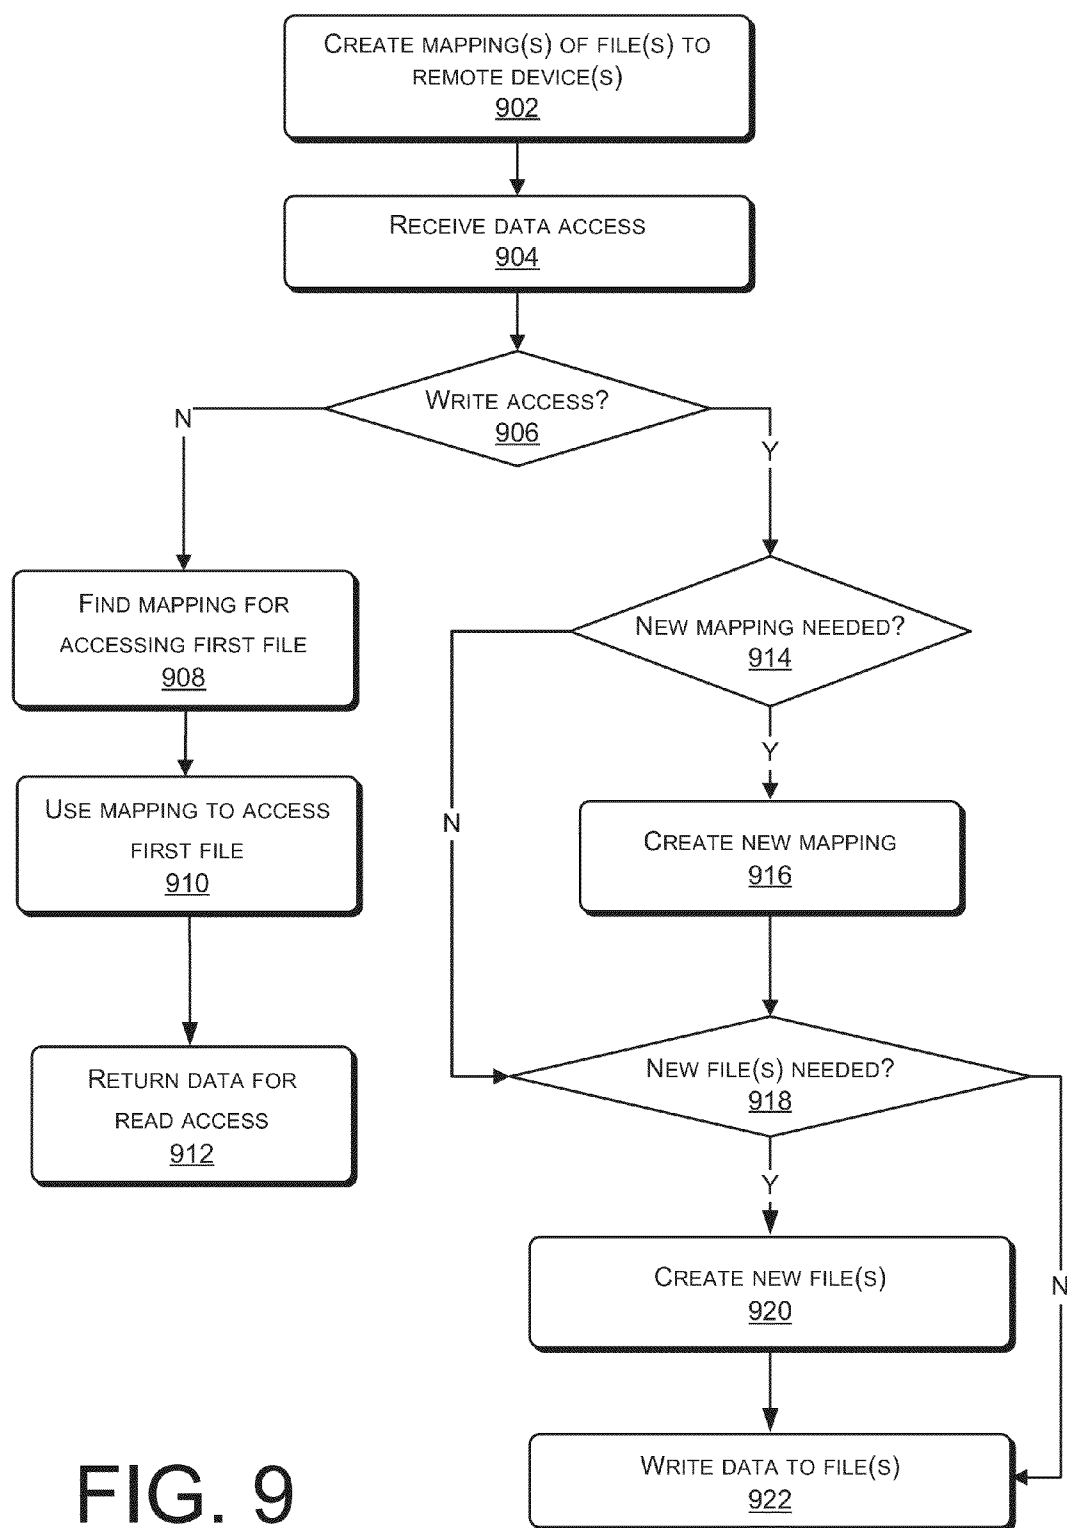 CREATE MAPPING(S) OF FILE(S) TO
REMOTE DEVICE(S)
902
RECEIVE DATA ACCESS
904
WRITE ACCESS?
906
N
Y
FIND MAPPING FOR
ACCESSING FIRST FILE
908
NEW MAPPING NEEDED?
914
Y
USE MAPPING TO ACCESS
FIRST FILE
910
N
CREATE NEW MAPPING
916
RETURN DATA FOR
READ ACCESS
912
NEW FILE(S) NEEDED?
918
Y
N
CREATE NEW FILE(S)
920
WRITE DATA TO FILE(S)
922
FIG. 9